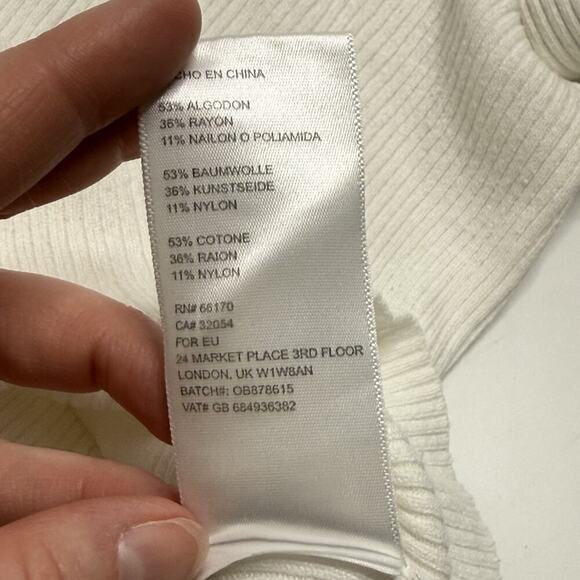 CHO EN CHINA
53% ALGODON
36% RAYON
11% NAILON O POLIAMIDA
53% BAUMWOLLE
36% KUNSTSEIDE
11% NYLON
53% COTONE
36% RAION
11% NYLON
RN# 66170
CA# 32054
FOR EU
24 MARKET PLACE 3RD FLOOR
LONDON, UK W1W8AN
BATCH#: OB878615
VAT# GB 684936382